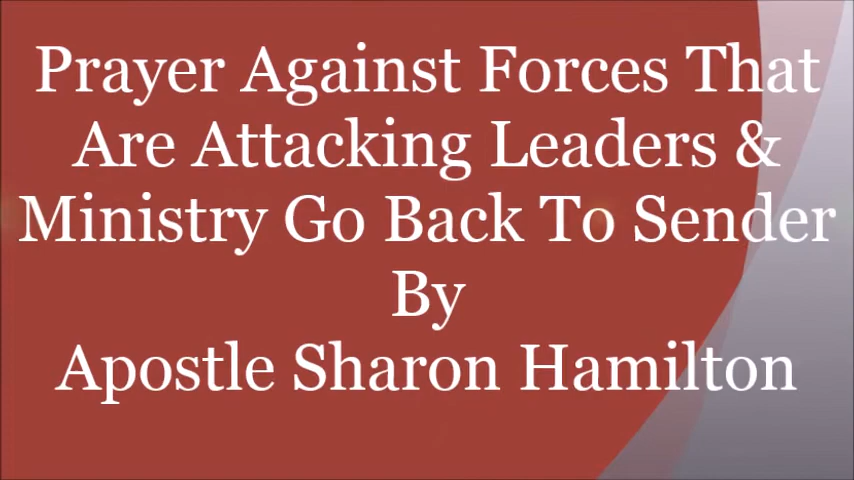 Prayer Against Forces That
Are Attacking Leaders &
Ministry Go Back To Sender
By
Apostle Sharon Hamilton